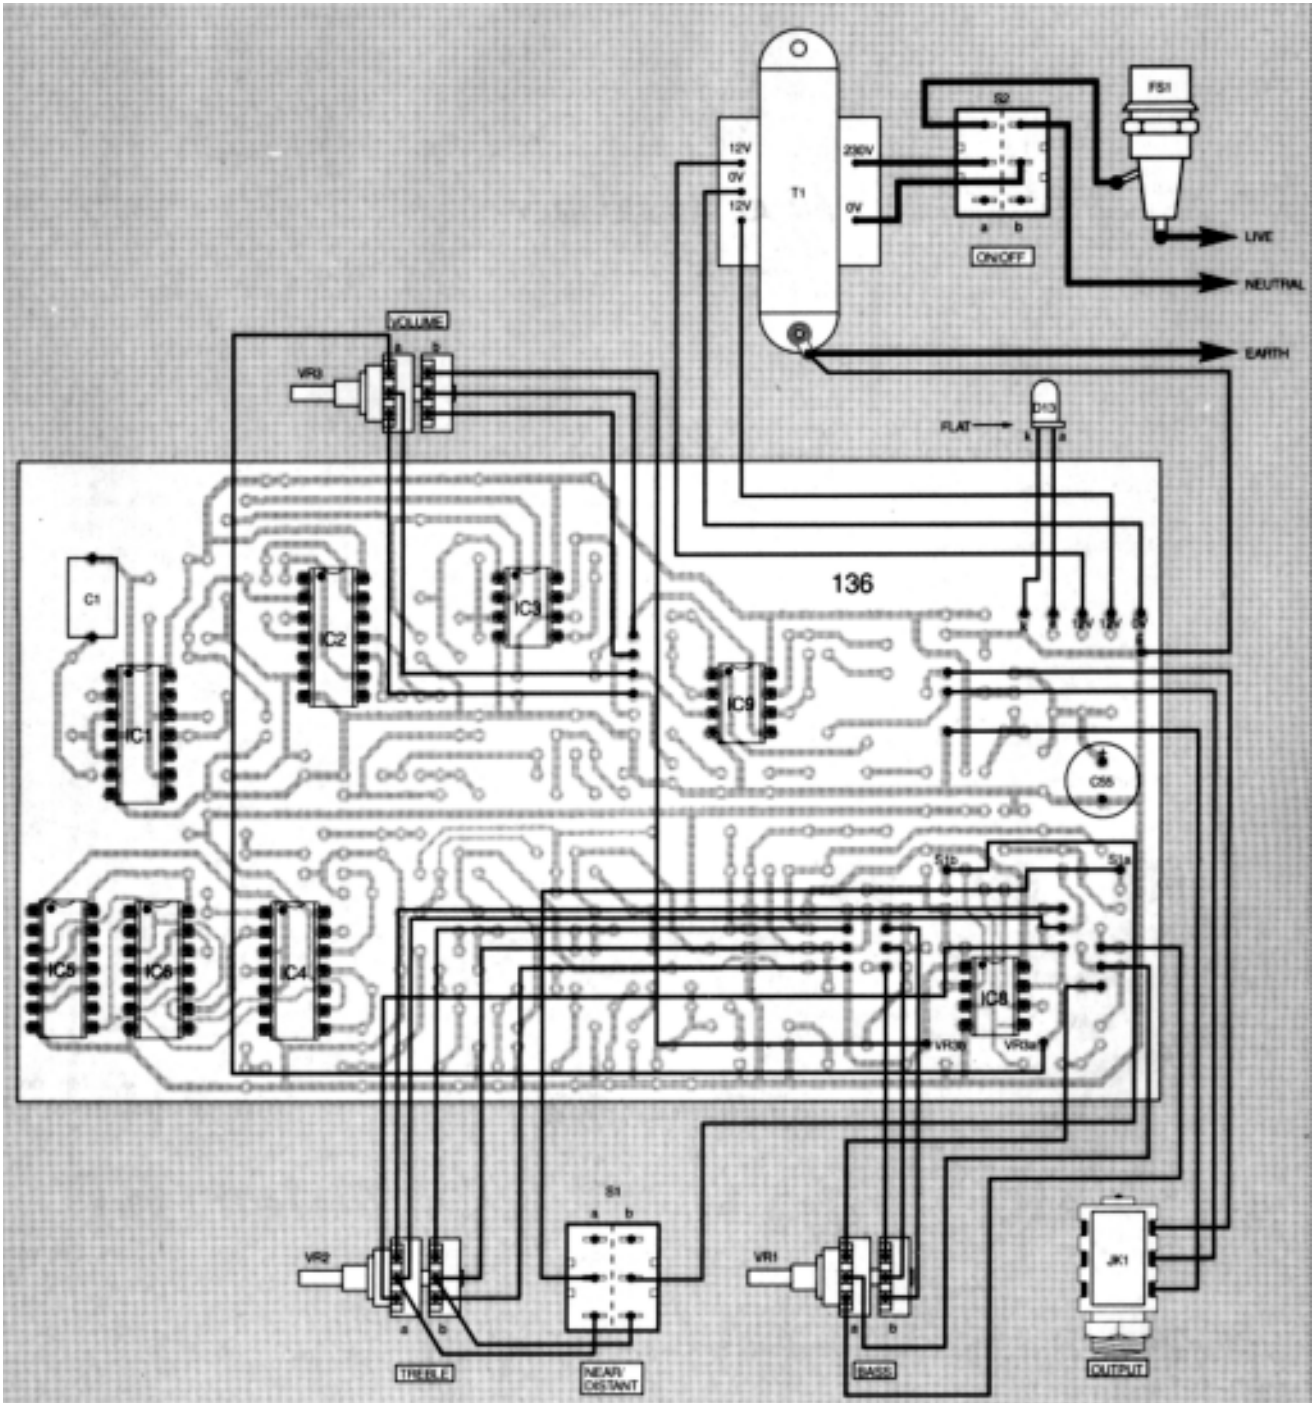 FS1
S2
12V
230V
0V
T1
12V
0V
a b
LIVE
ON/OFF
NEUTRAL
VOLUME
a b
EARTH
VR3
D13
FLAT
k a
136
C1
IC3
IC2
k
12V
12V
0V
IC9
IC1
C55
S1b
S1a
IC5
IC6
IC4
IC8
VR3b
VR3a
S1
a b
VR2
VR1
JK1
a b
a b
TREBLE
NEAR/
DISTANT
BASS
OUTPUT